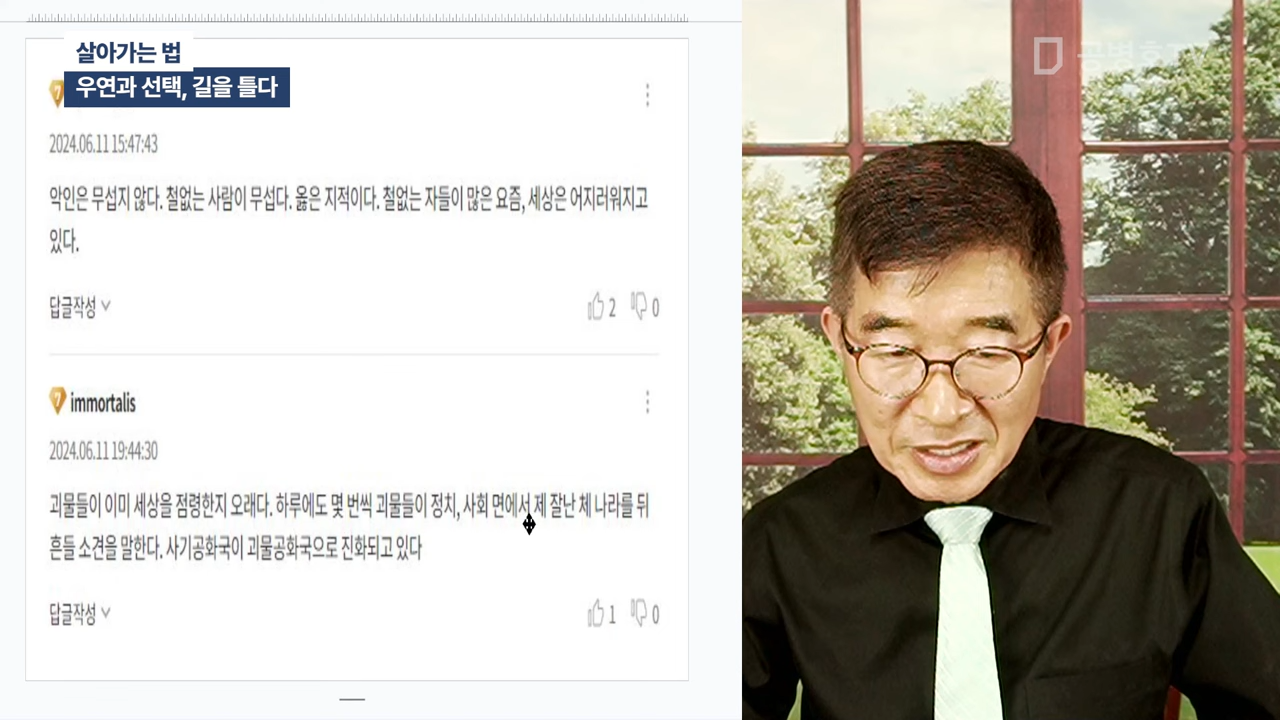 살아가는 법
우연과 선택, 길을 틀다
공병호TV
2024.06.11 15:47:43
악인은 무섭지 않다. 철없는 사람이 무섭다. 옳은 지적이다. 철없는 자들이 많은 요즘, 세상은 어지러워지고
있다.
답글작성
2 0
7 immortalis
2024.06.11 19:44:30
괴물들이 이미 세상을 점령한지 오래다. 하루에도 몇 번씩 괴물들이 정치, 사회 면에서 제 잘난 체 나라를 뒤
흔들 소견을 말한다. 사기공화국이 괴물공화국으로 진화되고 있다
답글작성
1 0